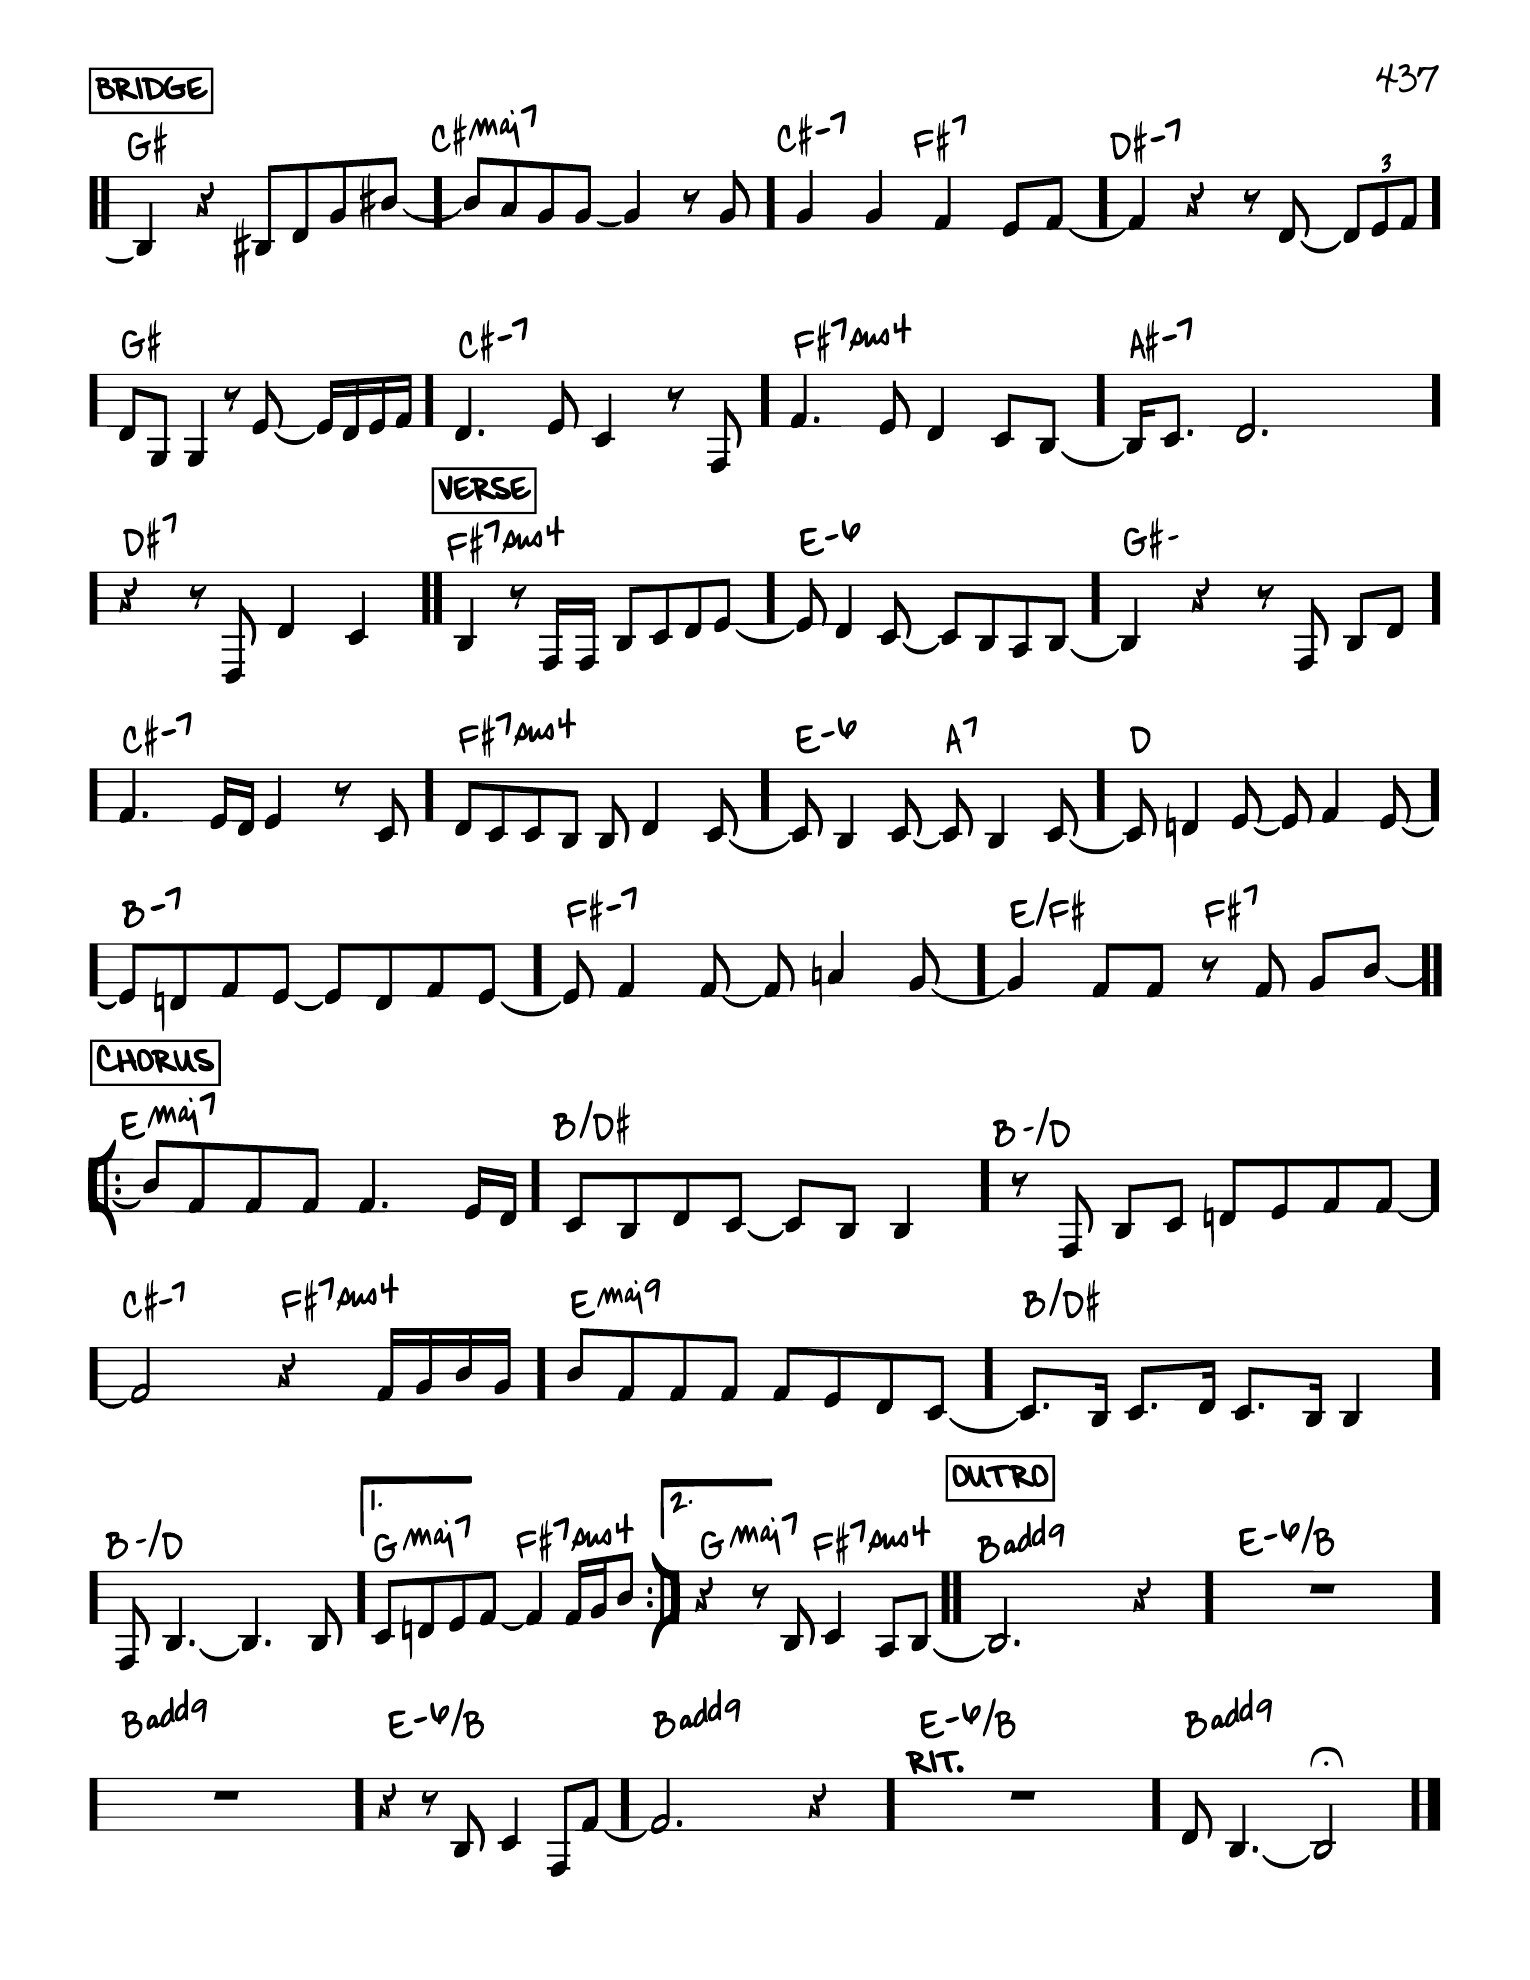 BRIDGE
437
G# C#maj7 C#-7 F#7 D#-7
3
G# C#-7 F#7sus4 A#-7
VERSE
D#7 F#7sus4 E-6 G#-
C#-7 F#7sus4 E-6 A7 D
B-7 F#-7 E/F# F#7
CHORUS
Emaj7 B/D# B-/D
C#-7 F#7sus4 Emaj9 B/D#
OUTRO
1. 2.
B-/D Gmaj7 F#7sus4 Gmaj7 F#7sus4 Badd9 E-6/B
Badd9 E-6/B Badd9 E-6/B Badd9
RIT.